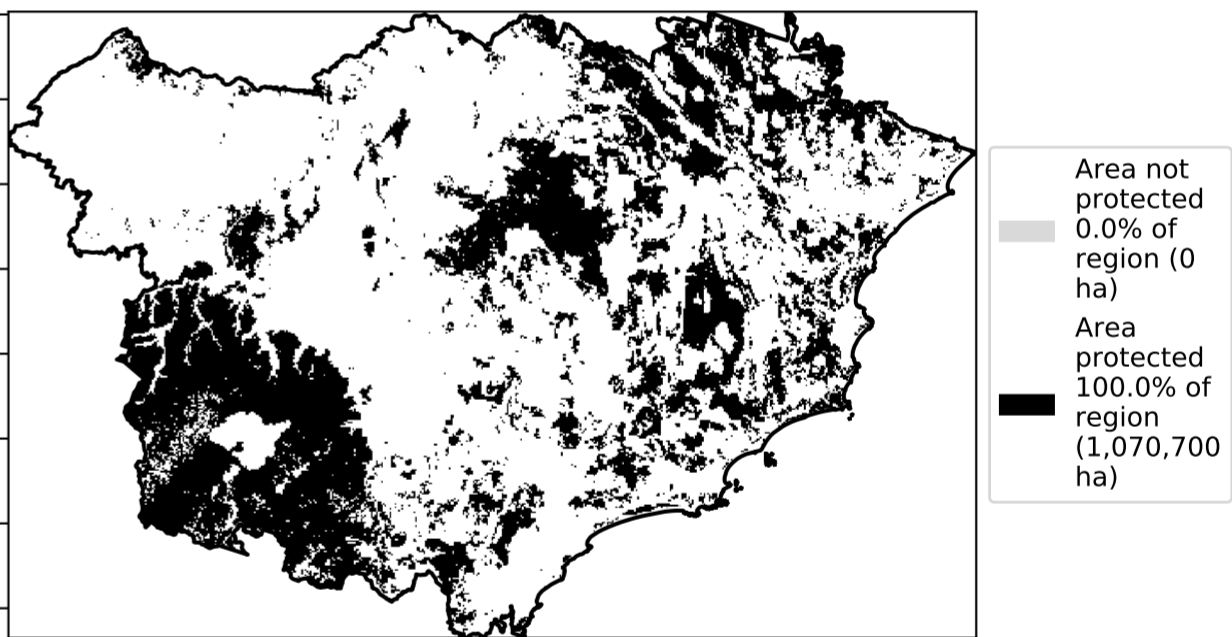 Area not
protected
0.0% of
region (0
ha)
Area
protected
100.0% of
region
(1,070,700
ha)